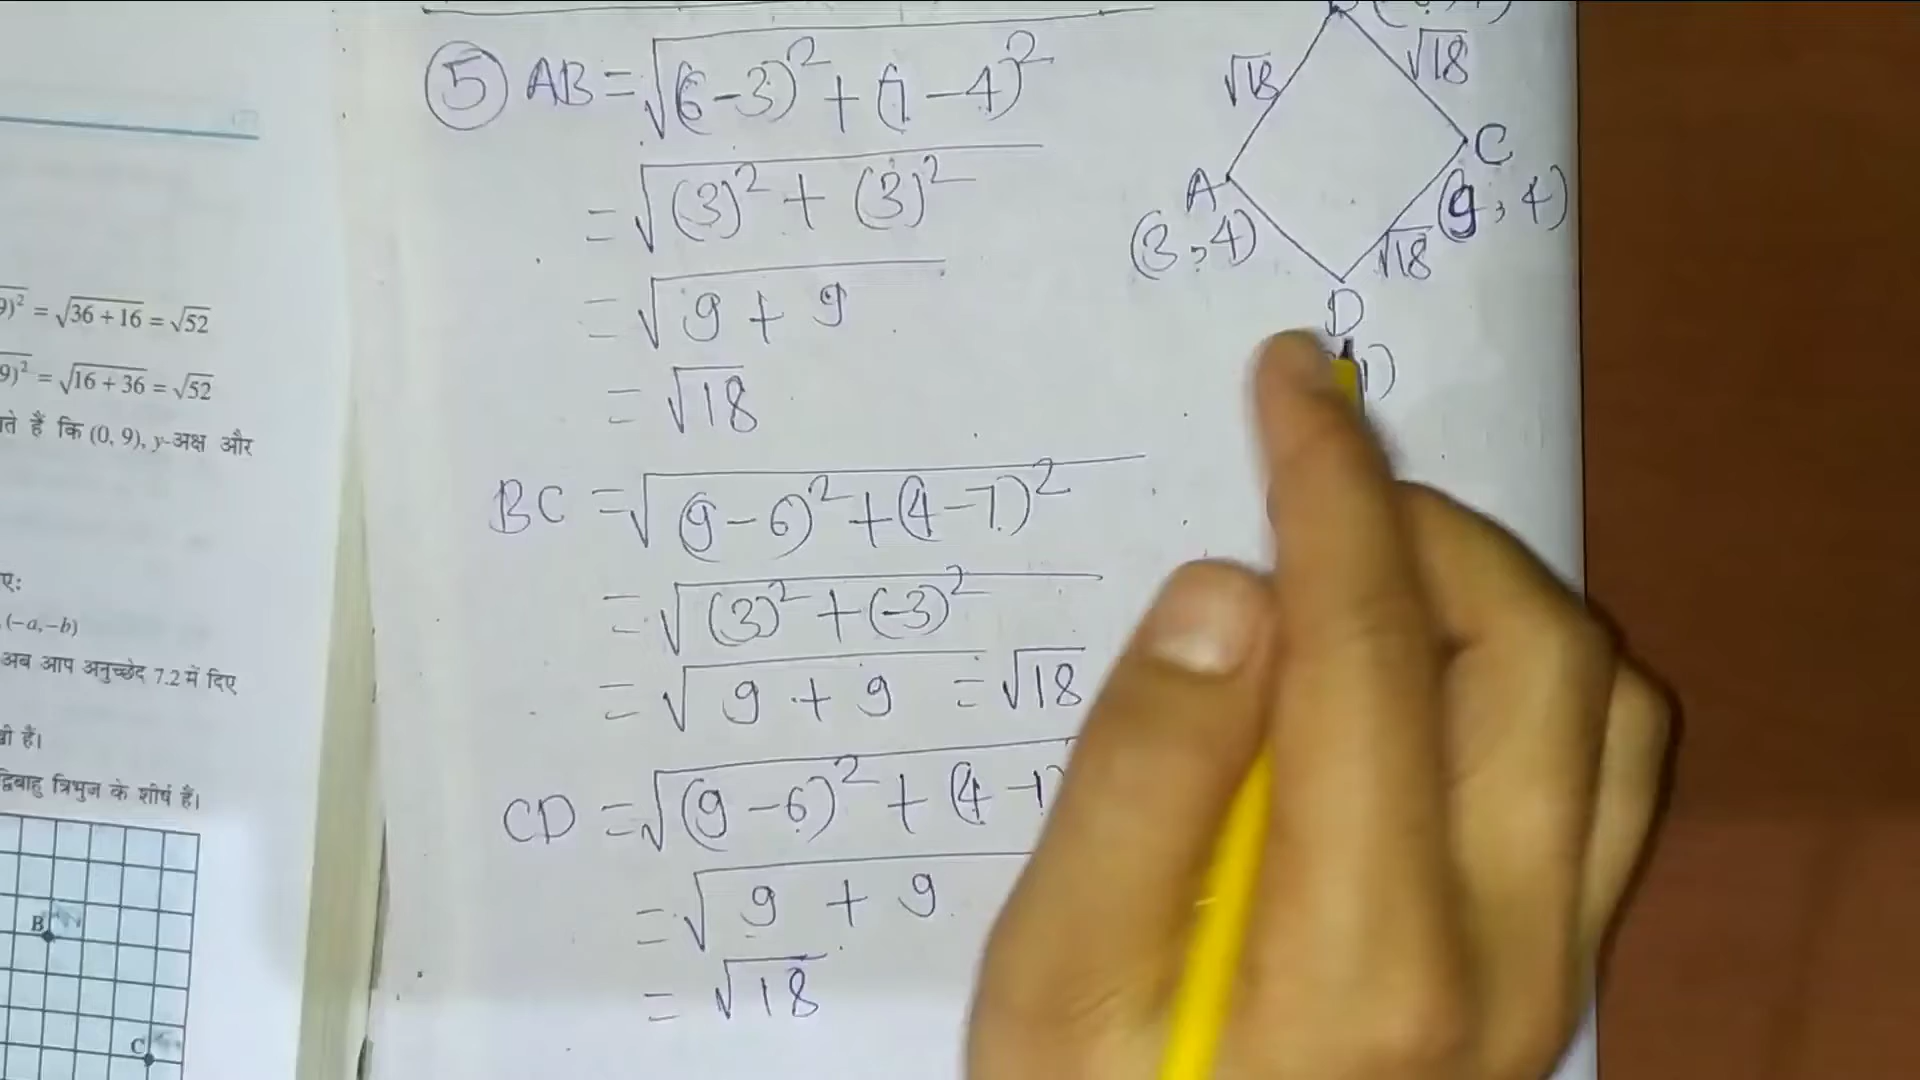 9)² = √36 + 16 = √52
9)² = √16 + 36 = √52
ते हैं कि (0, 9), y-अक्ष और
ए:
(–a, –b)
अब आप अनुच्छेद 7.2 में दिए
हैं।
द्विबाहु त्रिभुज के शीर्ष हैं।
B
C
⑤ AB = √(6-3)² + (7-4)²
= √(3)² + (3)²
= √9 + 9
= √18
BC = √(9-6)² + (4-7)²
= √(3)² + (-3)²
= √9 + 9 = √18
CD = √(9-6)² + (4-1
= √9 + 9
= √18
√18
√18
A
(3, 4)
C
(9, 4)
√18
D
1)